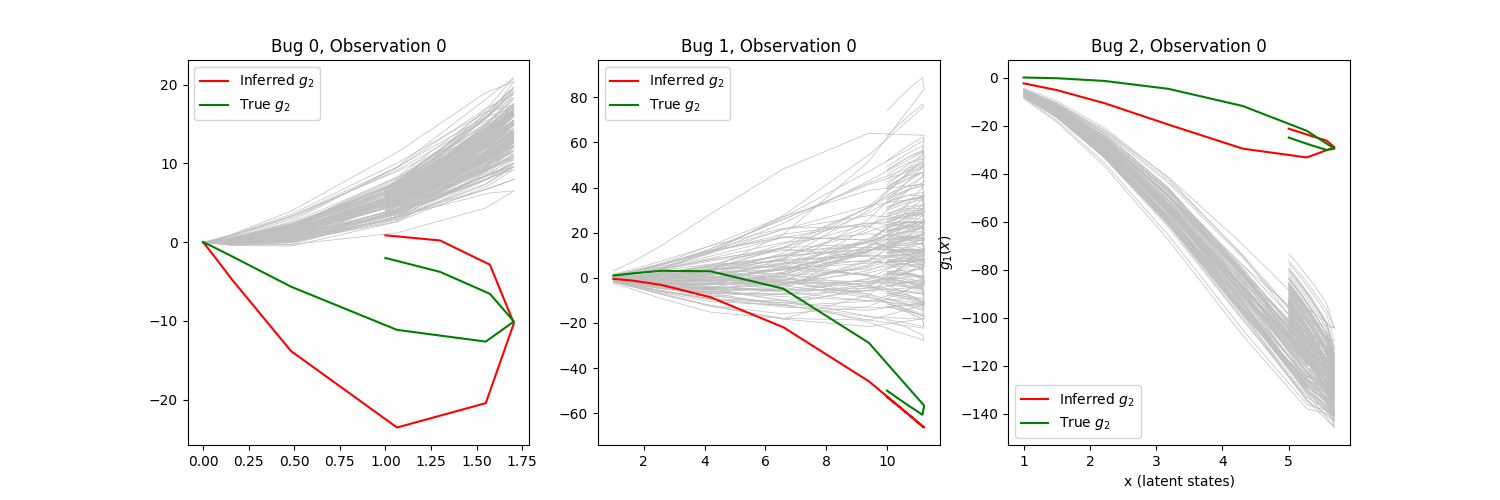 Bug 0, Observation 0
Inferred g₂
True g₂
20
10
0
−10
−20
0.00 0.25 0.50 0.75 1.00 1.25 1.50 1.75
Bug 1, Observation 0
Inferred g₂
True g₂
80
60
40
20
0
−20
−40
−60
2 4 6 8 10
Bug 2, Observation 0
g₁(x)
0
−20
−40
−60
−80
−100
−120
−140
Inferred g₂
True g₂
1 2 3 4 5
x (latent states)